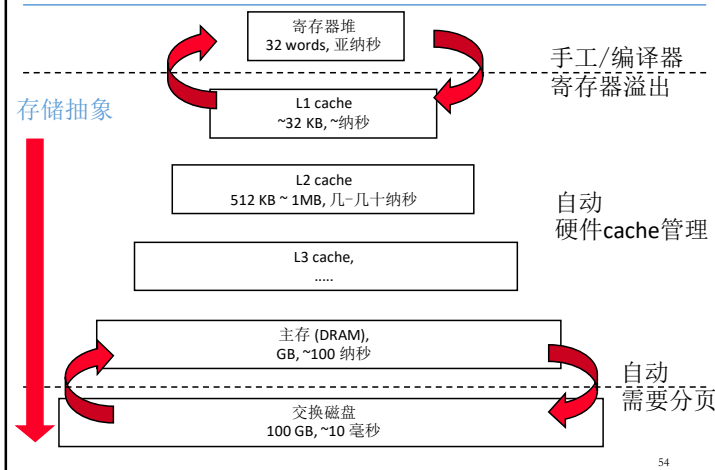 寄存器堆
32 words, 亚纳秒
手工/编译器
寄存器溢出
存储抽象
L1 cache
~32 KB, ~纳秒
L2 cache
512 KB ~ 1MB, 几-几十纳秒
自动
硬件cache管理
L3 cache,
.....
主存 (DRAM),
GB, ~100 纳秒
自动
需要分页
交换磁盘
100 GB, ~10 毫秒
54